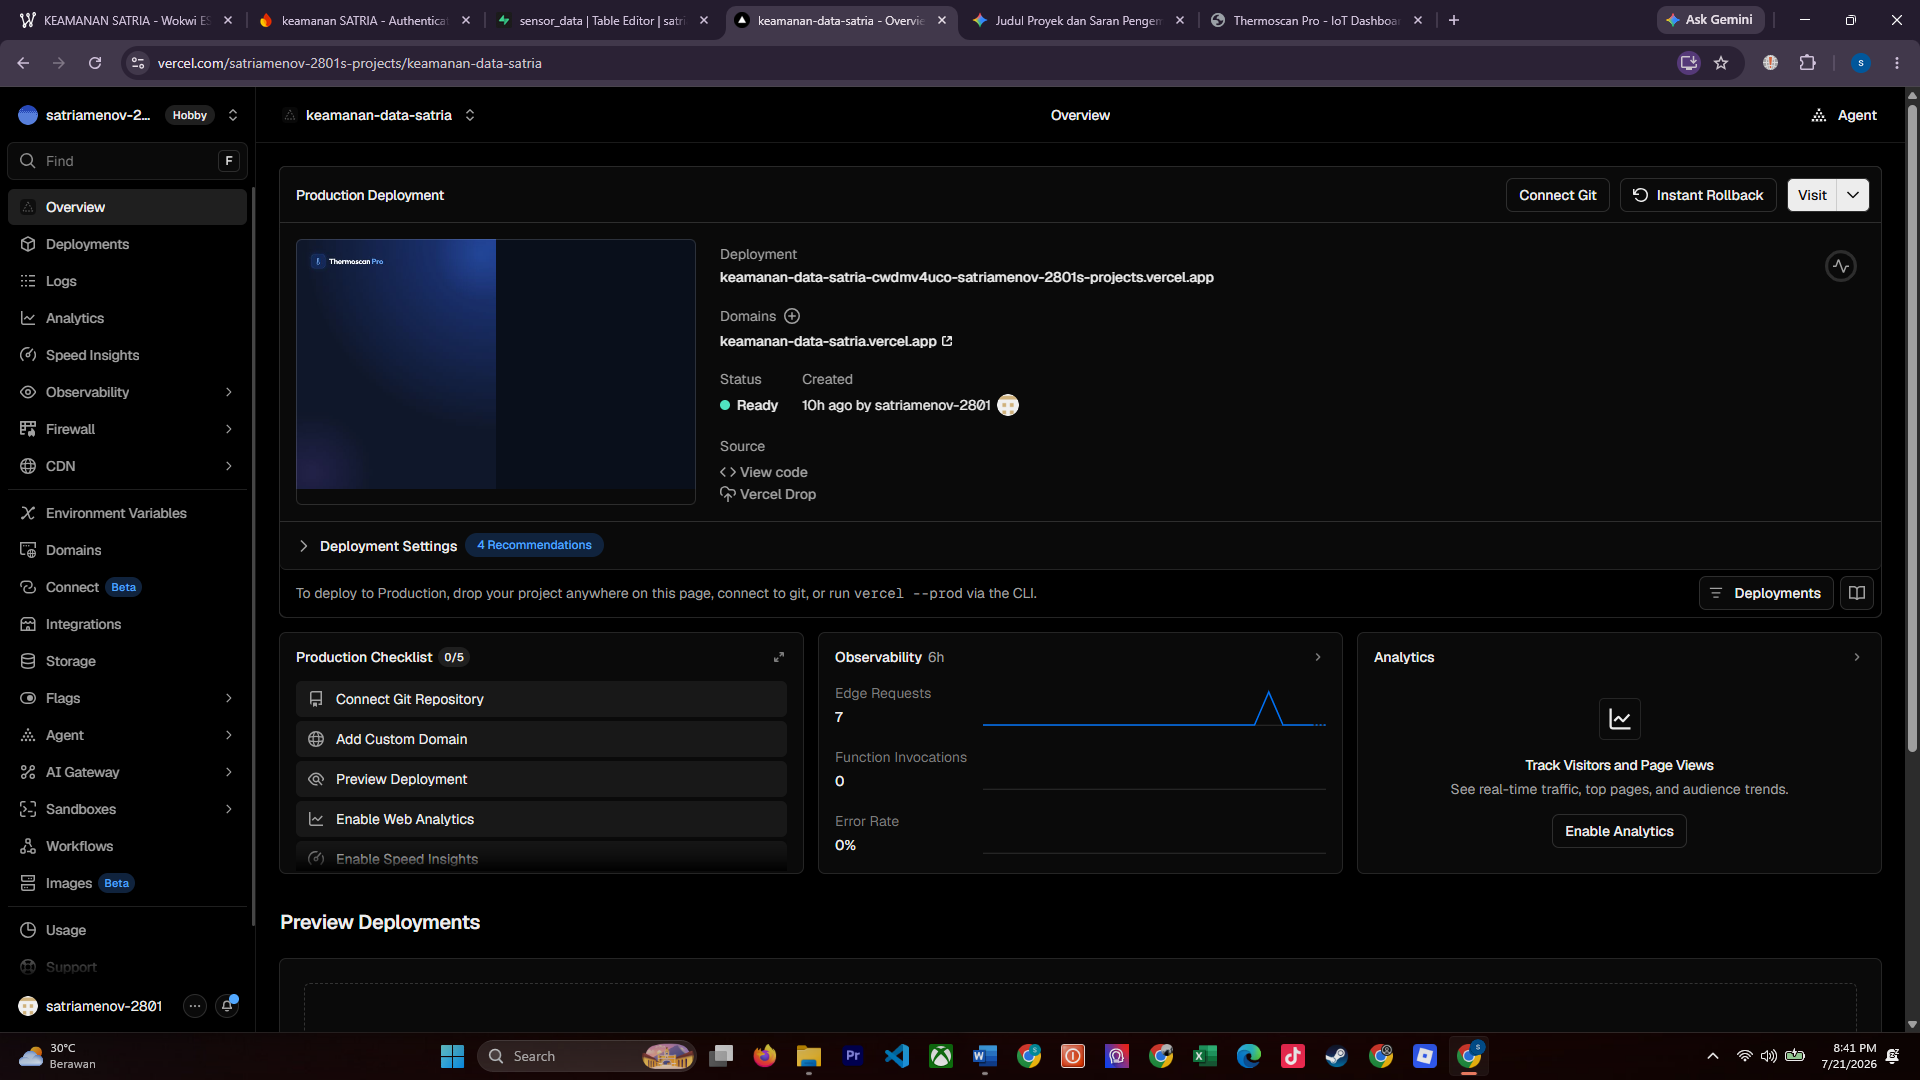 KEAMANAN SATRIA - Wokwi ES
keamanan SATRIA - Authenticat
sensor_data | Table Editor | satri
keamanan-data-satria - Overvie
Judul Proyek dan Saran Pengem
Thermoscan Pro - IoT Dashboa
Ask Gemini
vercel.com/satriamenov-2801s-projects/keamanan-data-satria
s
satriamenov-2...
Hobby
keamanan-data-satria
Overview
Agent
Find
F
Overview
Deployments
Logs
Analytics
Speed Insights
Observability
Firewall
CDN
Environment Variables
Domains
Connect Beta
Integrations
Storage
Flags
Agent
AI Gateway
Sandboxes
Workflows
Images Beta
Usage
Support
satriamenov-2801
Production Deployment
Connect Git
Instant Rollback
Visit
Thermoscan Pro
Deployment
keamanan-data-satria-cwdmv4uco-satriamenov-2801s-projects.vercel.app
Domains
keamanan-data-satria.vercel.app
Status
Created
Ready
10h ago by satriamenov-2801
Source
View code
Vercel Drop
Deployment Settings
4 Recommendations
To deploy to Production, drop your project anywhere on this page, connect to git, or run vercel --prod via the CLI.
Deployments
Production Checklist 0/5
Connect Git Repository
Add Custom Domain
Preview Deployment
Enable Web Analytics
Enable Speed Insights
Observability 6h
Edge Requests
7
Function Invocations
0
Error Rate
0%
Analytics
Track Visitors and Page Views
See real-time traffic, top pages, and audience trends.
Enable Analytics
Preview Deployments
30°C
Berawan
Search
Pr
8:41 PM
7/21/2026